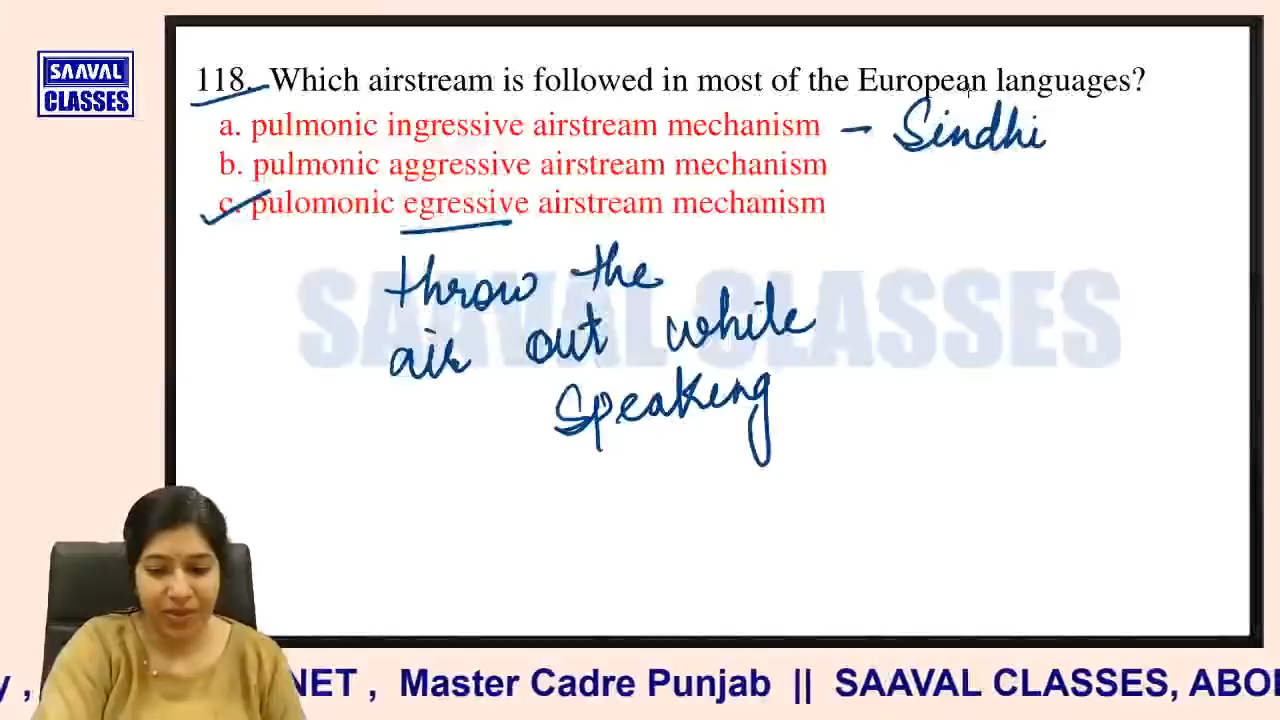 SAAVAL
CLASSES
118. Which airstream is followed in most of the European languages?
a. pulmonic ingressive airstream mechanism - Sindhi
b. pulmonic aggressive airstream mechanism
c. pulomonic egressive airstream mechanism
throw the
air out while
speaking
SAAVAL CLASSES
y , NET , Master Cadre Punjab || SAAVAL CLASSES, ABOH